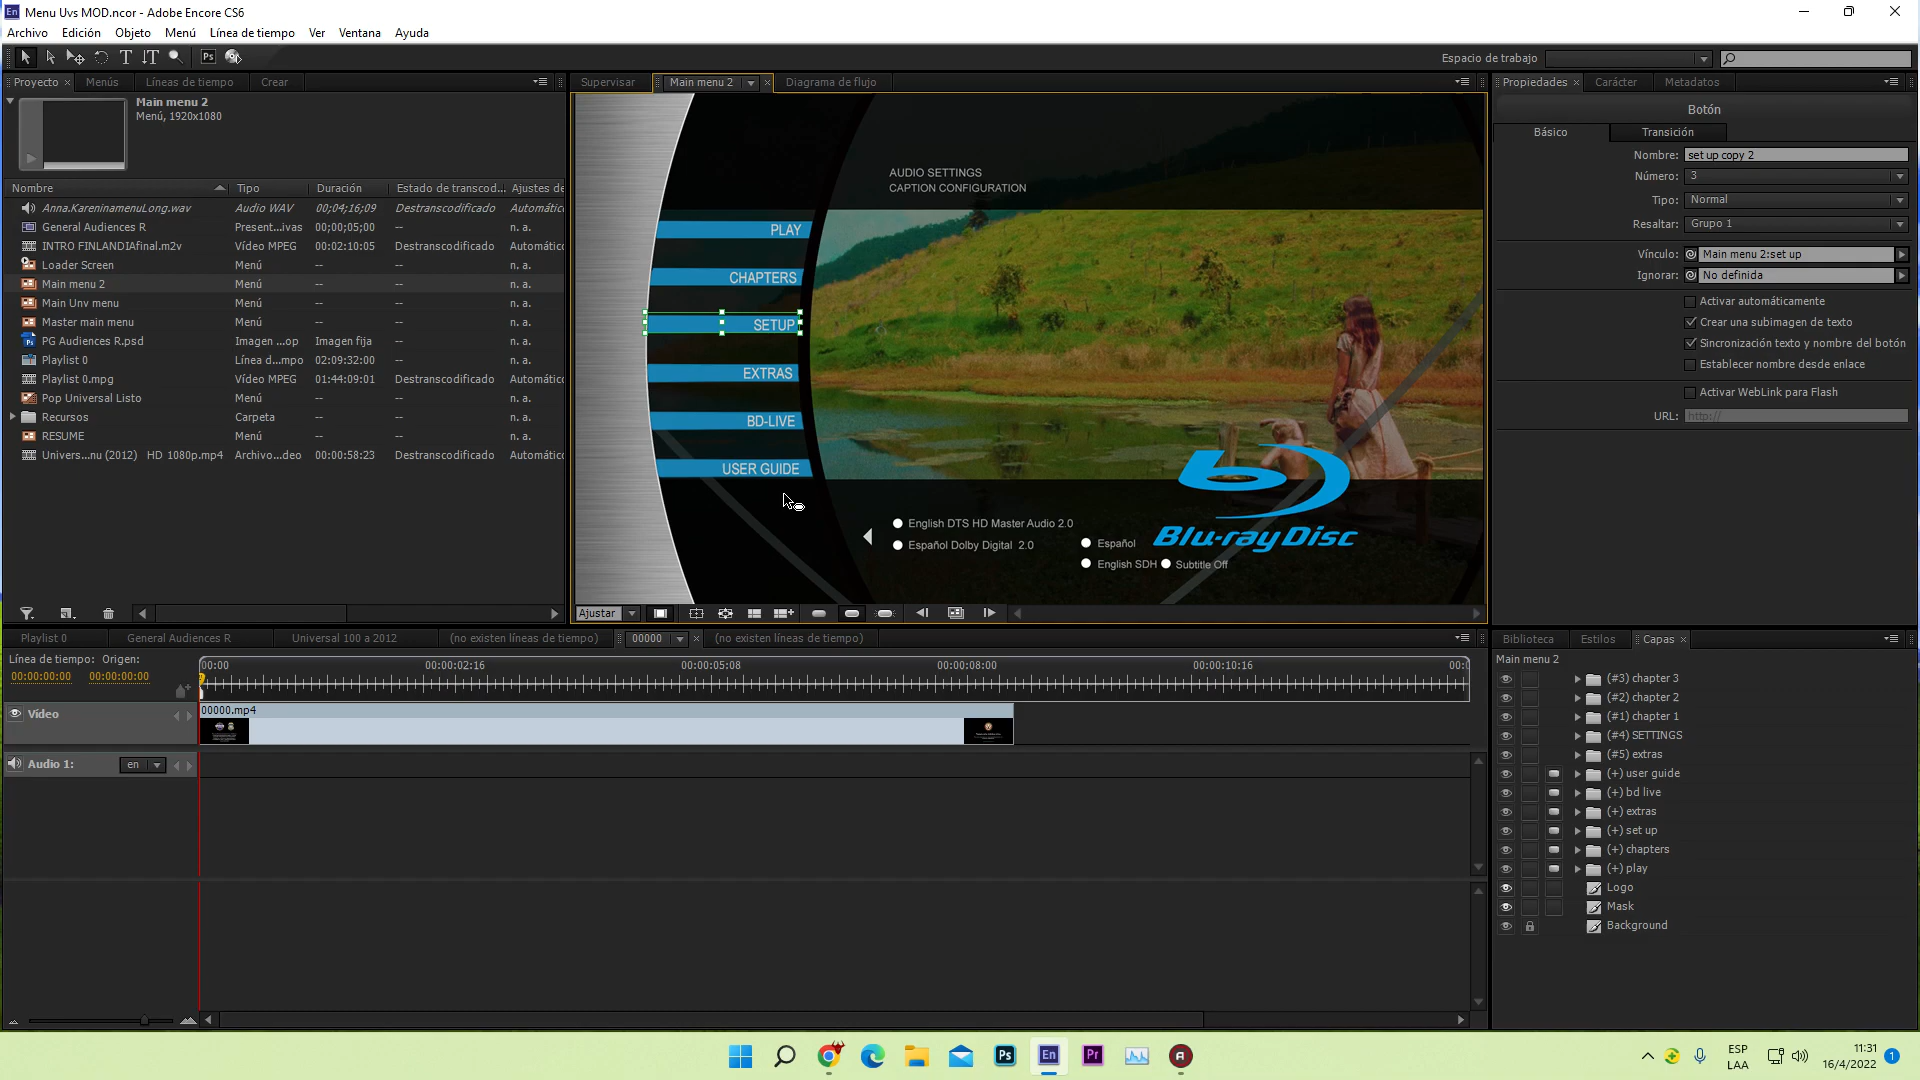 Menu Uvs MOD.ncor - Adobe Encore CS6
Archivo Edición Objeto Menú Línea de tiempo Ver Ventana Ayuda
Espacio de trabajo
Proyecto Menús Líneas de tiempo Crear
Main menu 2
Menú, 1920x1080
Nombre Tipo Duración Estado de transcod... Ajustes de
Anna.KareninamenuLong.wav Audio WAV 00;04;16;09 Destranscodificado Automátic
General Audiences R Present...ivas 00;00;05;00 n. a. n. a.
INTRO FINLANDIAfinal.m2v Vídeo MPEG 00:02:10:05 Destranscodificado Automátic
Loader Screen Menú -- -- n. a.
Main menu 2 Menú -- -- n. a.
Main Unv menu Menú -- -- n. a.
Master main menu Menú -- -- n. a.
PG Audiences R.psd Imagen ...op Imagen fija n. a. n. a.
Playlist 0 Línea d...mpo 02:09:32:00 n. a. n. a.
Playlist 0.mpg Vídeo MPEG 01:44:09:01 Destranscodificado Automátic
Pop Universal Listo Menú -- -- n. a.
Recursos Carpeta -- -- n. a.
RESUME Menú -- -- n. a.
Univers...nu (2012) HD 1080p.mp4 Archivo...deo 00:00:58:23 Destranscodificado Automátic
Supervisar Main menu 2 Diagrama de flujo
AUDIO SETTINGS
CAPTION CONFIGURATION
PLAY
CHAPTERS
SETUP
EXTRAS
BD-LIVE
USER GUIDE
English DTS HD Master Audio 2.0
Español Dolby Digital 2.0
Español
English SDH Subtitle Off
Blu-ray Disc
Ajustar
Propiedades Carácter Metadatos
Botón
Básico Transición
Nombre: set up copy 2
Número: 3
Tipo: Normal
Resaltar: Grupo 1
Vínculo: Main menu 2:set up
Ignorar: No definida
Activar automáticamente
Crear una subimagen de texto
Sincronización texto y nombre del botón
Establecer nombre desde enlace
Activar WebLink para Flash
URL: http://
Playlist 0 General Audiences R Universal 100 a 2012 (no existen líneas de tiempo) 00000 (no existen líneas de tiempo)
Línea de tiempo: Origen:
00:00:00:00 00:00:00:00
00:00 00:00:02:16 00:00:05:08 00:00:08:00 00:00:10:16 00:0
Vídeo
00000.mp4
Audio 1: en
Biblioteca Estilos Capas
Main menu 2
(#3) chapter 3
(#2) chapter 2
(#1) chapter 1
(#4) SETTINGS
(#5) extras
(+) user guide
(+) bd live
(+) extras
(+) set up
(+) chapters
(+) play
Logo
Mask
Background
ESP
LAA
11:31
16/4/2022
1